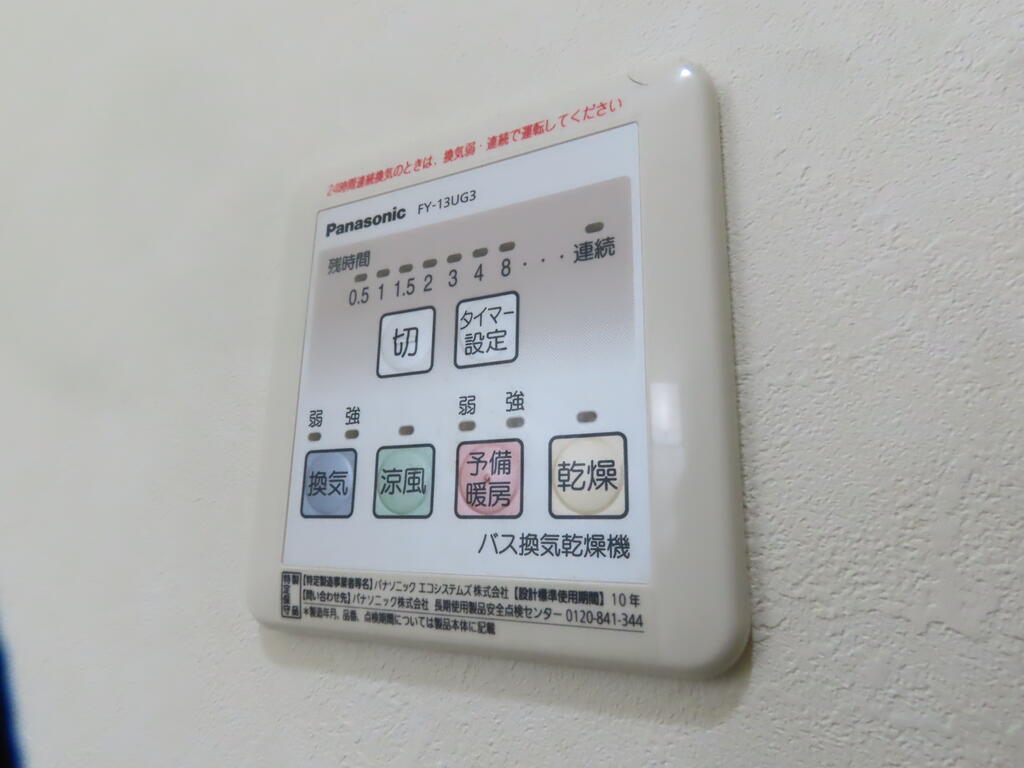 24時間連続換気のときは、換気弱・連続で運転してください
Panasonic FY-13UG3
残時間
0.5 1 1.5 2 3 4 8 ・・・ 連続
切 タイマー設定
弱 強 弱 強
換気 涼風 予備暖房 乾燥
バス換気乾燥機
特定保守製品
【特定製造事業者等名】パナソニック エコシステムズ株式会社 【設計標準使用期間】10年
【問い合わせ先】パナソニック株式会社 長期使用製品安全点検センター 0120-841-344
*製造年月、品番、点検期間については製品本体に記載